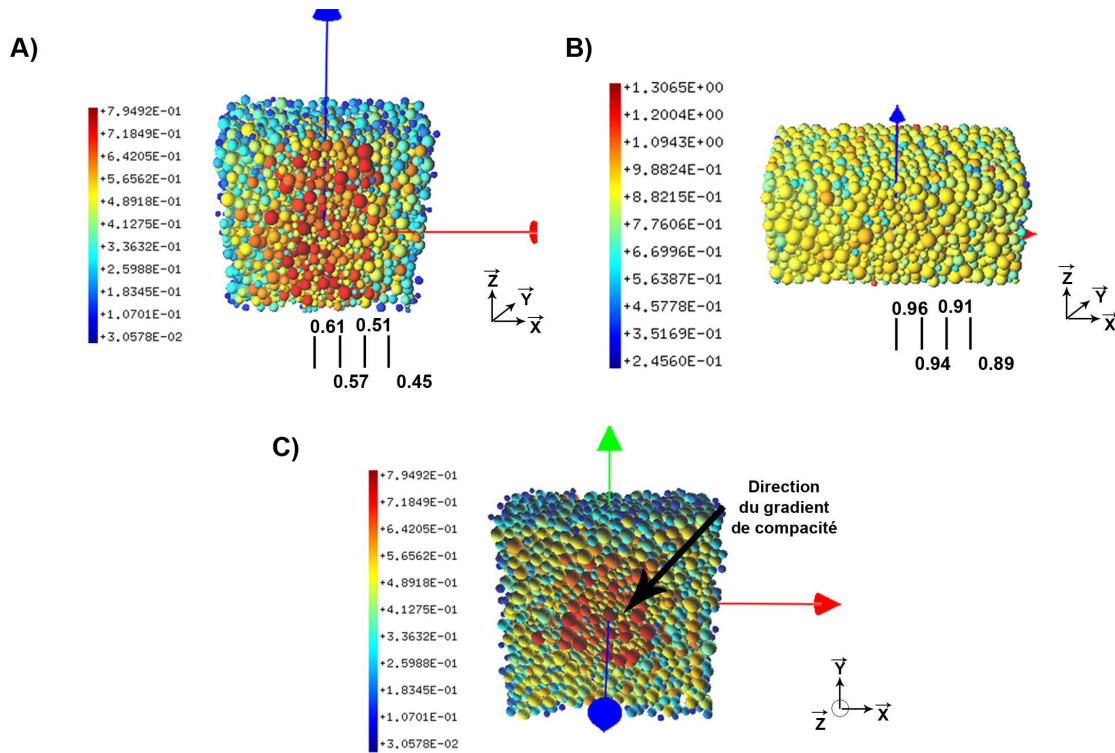 A)
+7.9492E-01
+7.1849E-01
+6.4205E-01
+5.6562E-01
+4.8918E-01
+4.1275E-01
+3.3632E-01
+2.5988E-01
+1.8345E-01
+1.0701E-01
+3.0578E-02
Z
Y
X
0.61 0.51
0.57 0.45
B)
+1.3065E+00
+1.2004E+00
+1.0943E+00
+9.8824E-01
+8.8215E-01
+7.7606E-01
+6.6996E-01
+5.6387E-01
+4.5778E-01
+3.5169E-01
+2.4560E-01
Z
Y
X
0.96 0.91
0.94 0.89
C)
+7.9492E-01
+7.1849E-01
+6.4205E-01
+5.6562E-01
+4.8918E-01
+4.1275E-01
+3.3632E-01
+2.5988E-01
+1.8345E-01
+1.0701E-01
+3.0578E-02
Direction
du gradient
de compacité
Y
Z X